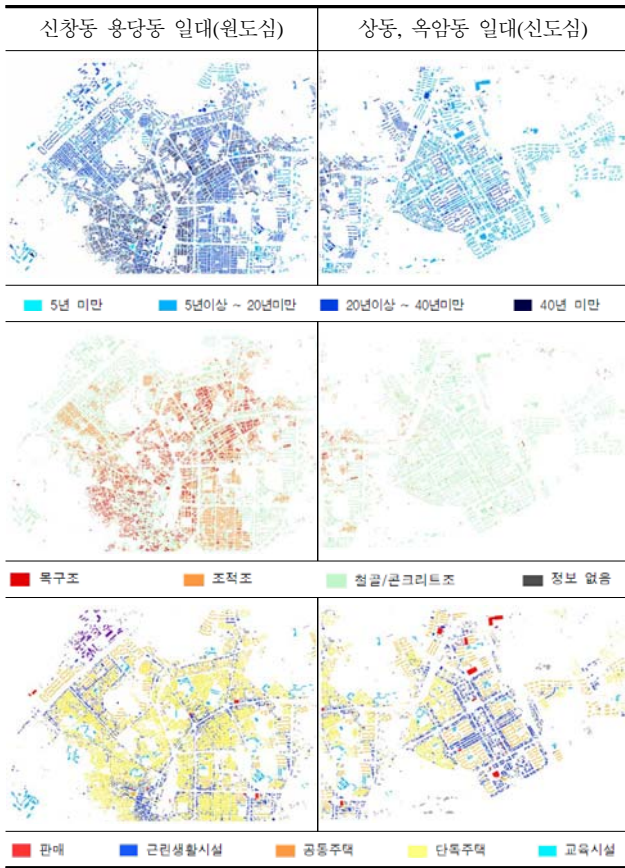 신창동 용당동 일대(원도심) 상동, 옥암동 일대(신도심)
5년 미만 5년이상 ~ 20년미만 20년이상 ~ 40년미만 40년 미만
목구조 조적조 철골/콘크리트조 정보 없음
판매 근린생활시설 공동주택 단독주택 교육시설